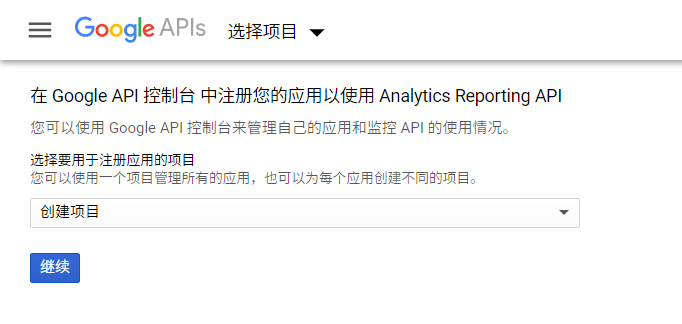 Google APIs 选择项目
在 Google API 控制台 中注册您的应用以使用 Analytics Reporting API
您可以使用 Google API 控制台来管理自己的应用和监控 API 的使用情况。
选择要用于注册应用的项目
您可以使用一个项目管理所有的应用，也可以为每个应用创建不同的项目。
创建项目
继续